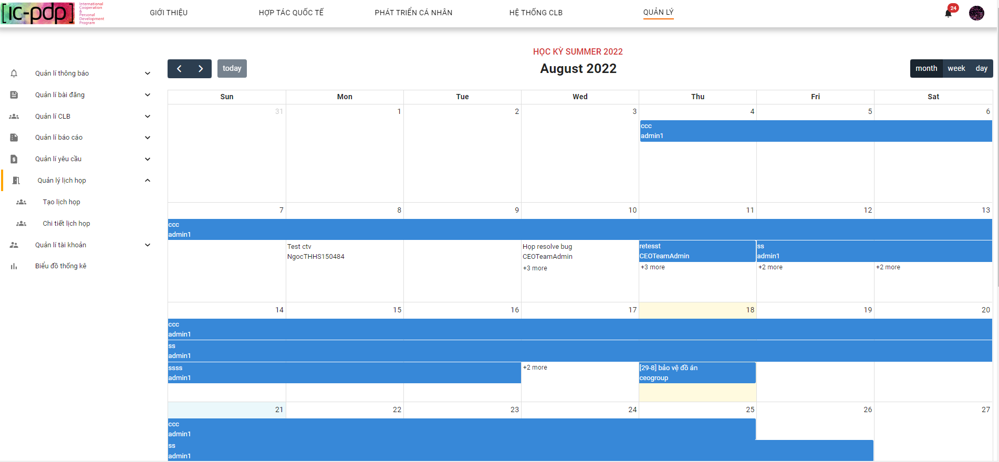 [ic-pdp]
International
Cooperation
&
Personal
Development
Program
GIỚI THIỆU
HỢP TÁC QUỐC TẾ
PHÁT TRIỂN CÁ NHÂN
HỆ THỐNG CLB
QUẢN LÝ
24
Quản lí thông báo
Quản lí bài đăng
Quản lí CLB
Quản lí báo cáo
Quản lí yêu cầu
Quản lý lịch họp
Tạo lịch họp
Chi tiết lịch họp
Quản lí tài khoản
Biểu đồ thống kê
HỌC KỲ SUMMER 2022
today
August 2022
month week day
Sun Mon Tue Wed Thu Fri Sat
31 1 2 3 4 5 6
ccc
admin1
7 8 9 10 11 12 13
ccc
admin1
Test ctv
NgocTHHS150484
Họp resolve bug
CEOTeamAdmin
+3 more
retesst
CEOTeamAdmin
+3 more
ss
admin1
+2 more
+2 more
14 15 16 17 18 19 20
ccc
admin1
ss
admin1
ssss
admin1
+2 more
[29-8] bảo vệ đồ án
ceogroup
21 22 23 24 25 26 27
ccc
admin1
ss
admin1